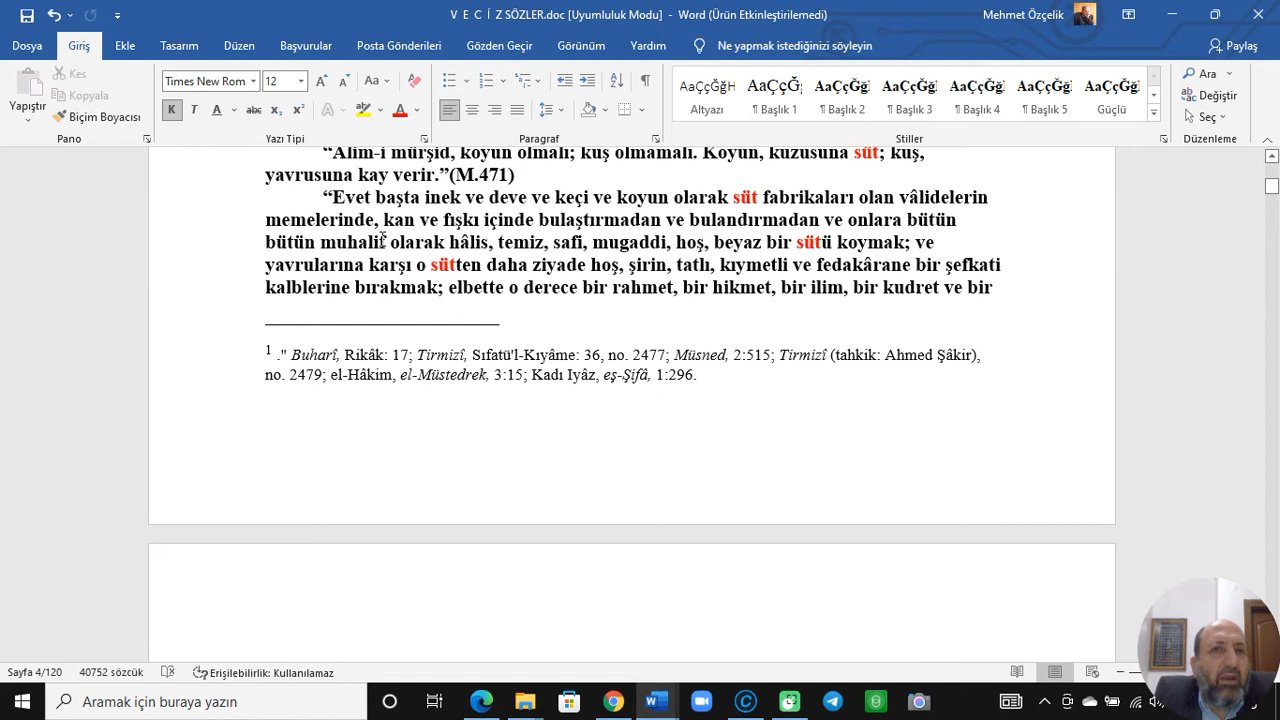 V E C İ Z SÖZLER.doc [Uyumluluk Modu] - Word (Ürün Etkinleştirilemedi)
Mehmet Özçelik
Dosya Giriş Ekle Tasarım Düzen Başvurular Posta Gönderileri Gözden Geçir Görünüm Yardım Ne yapmak istediğinizi söyleyin Paylaş
Yapıştır
Kes
Kopyala
Biçim Boyacısı
Times New Rom 12
Aa
K T A abc x₂ x² A A
AaÇçĞğH AaÇçĞ AaÇçĞğ AaÇçĞğ AaÇçĞğ AaÇçĞğ AaÇçĞğ
Altyazı ¶ Başlık 1 ¶ Başlık 2 ¶ Başlık 3 ¶ Başlık 4 ¶ Başlık 5 Güçlü
Ara
Değiştir
Seç
Pano Yazı Tipi Paragraf Stiller Düzenleme
“Âlim-i mürşid, koyun olmalı; kuş olmamalı. Koyun, kuzusuna süt; kuş,
yavrusuna kay verir.”(M.471)
“Evet başta inek ve deve ve keçi ve koyun olarak süt fabrikaları olan vâlidelerin
memelerinde, kan ve fışkı içinde bulaştırmadan ve bulandırmadan ve onlara bütün
bütün muhalif olarak hâlis, temiz, safi, mugaddi, hoş, beyaz bir sütü koymak; ve
yavrularına karşı o sütten daha ziyade hoş, şirin, tatlı, kıymetli ve fedakârane bir şefkati
kalblerine bırakmak; elbette o derece bir rahmet, bir hikmet, bir ilim, bir kudret ve bir
1 ." Buharî, Rikâk: 17; Tirmizî, Sıfatü'l-Kıyâme: 36, no. 2477; Müsned, 2:515; Tirmizî (tahkik: Ahmed Şâkir),
no. 2479; el-Hâkim, el-Müstedrek, 3:15; Kadı Iyâz, eş-Şifâ, 1:296.
Sayfa 4/120 40752 sözcük Erişilebilirlik: Kullanılamaz
Aramak için buraya yazın